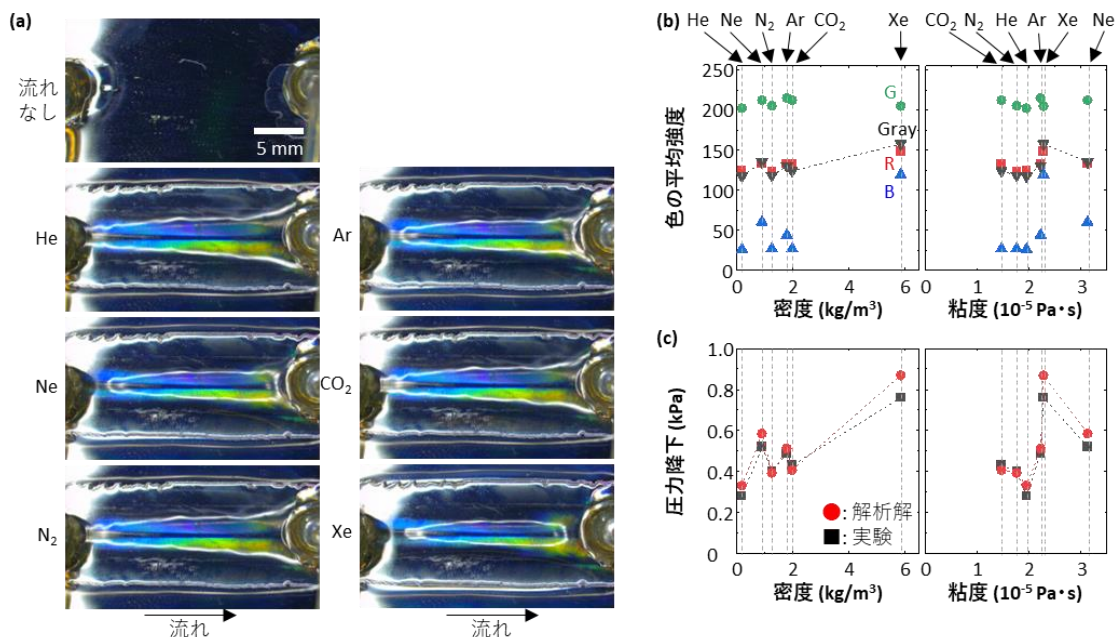 (a)
流れ
なし
5 mm
He
Ne
N2
Ar
CO2
Xe
流れ
流れ
(b)
He Ne N2 Ar CO2 Xe
CO2 N2 He Ar Xe Ne
色の平均強度
250
200
150
100
50
0
G
Gray
R
B
0 2 4 6
密度 (kg/m3)
0 1 2 3
粘度 (10-5 Pa・s)
(c)
圧力降下 (kPa)
1.0
0.8
0.6
0.4
0.2
0
●: 解析解
■: 実験
0 2 4 6
密度 (kg/m3)
0 1 2 3
粘度 (10-5 Pa・s)